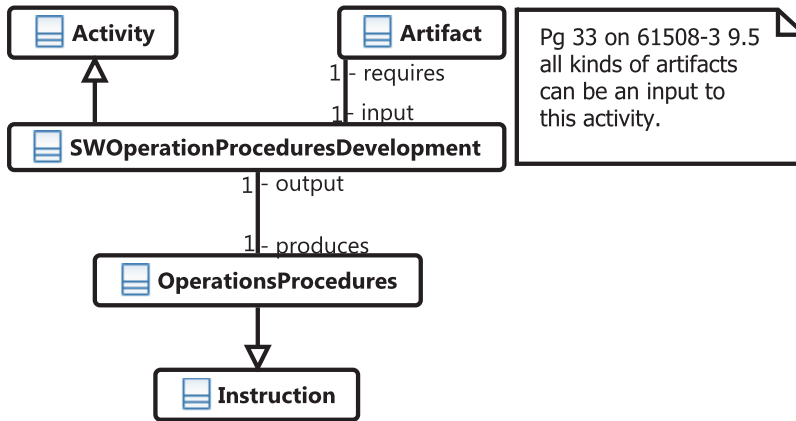 Activity
Artifact
Pg 33 on 61508-3 9.5
all kinds of artifacts
can be an input to
this activity.
1 - requires
1 - input
SWOperationProceduresDevelopment
1 - output
1 - produces
OperationsProcedures
Instruction